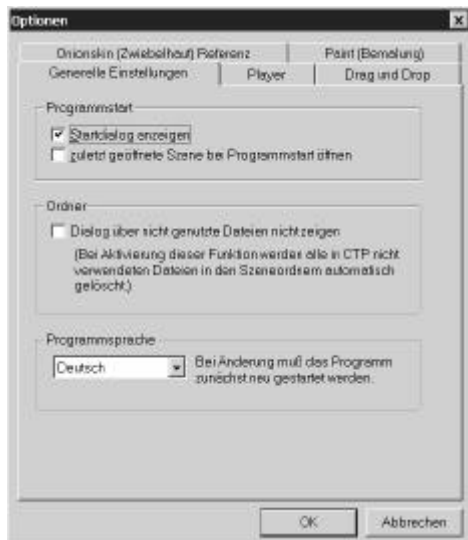 Optionen
Onionskin (Zwiebelhaut) Referenz
Paint (Bemalung)
Generelle Einstellungen
Player
Drag und Drop
Programmstart
Startdialog anzeigen
zuletzt geöffnete Szene bei Programmstart öffnen
Ordner
Dialog über nicht genutzte Dateien nicht zeigen
(Bei Aktivierung dieser Funktion werden alle in CTP nicht
verwendeten Dateien in den Szeneordnern automatisch
gelöscht.)
Programmsprache
Deutsch
Bei Änderung muß das Programm
zunächst neu gestartet werden.
OK
Abbrechen